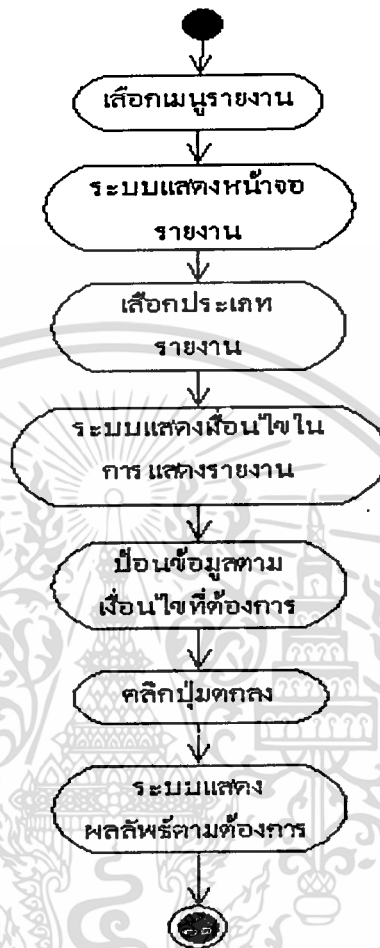 เลือกเมนูรายงาน
ระบบแสดงหน้าจอ
รายงาน
เลือกประเภท
รายงาน
ระบบแสดงเงื่อนไขใน
การ แสดงรายงาน
ป้อนข้อมูลตาม
เงื่อนไขที่ต้องการ
คลิกปุ่มตกลง
ระบบแสดง
ผลลัพธ์ตามต้องการ